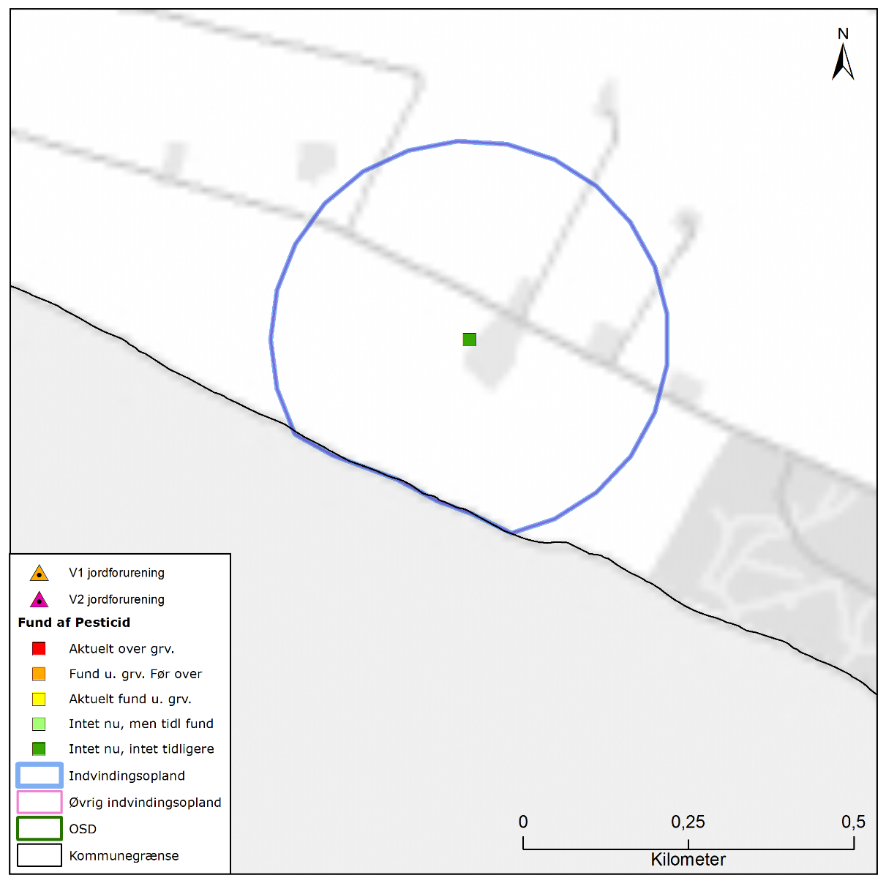 N
V1 jordforurening
V2 jordforurening
Fund af Pesticid
Aktuelt over grv.
Fund u. grv. Før over
Aktuelt fund u. grv.
Intet nu, men tidl fund
Intet nu, intet tidligere
Indvindingsopland
Øvrig indvindingsopland
OSD
Kommunegrænse
0 0,25 0,5
Kilometer